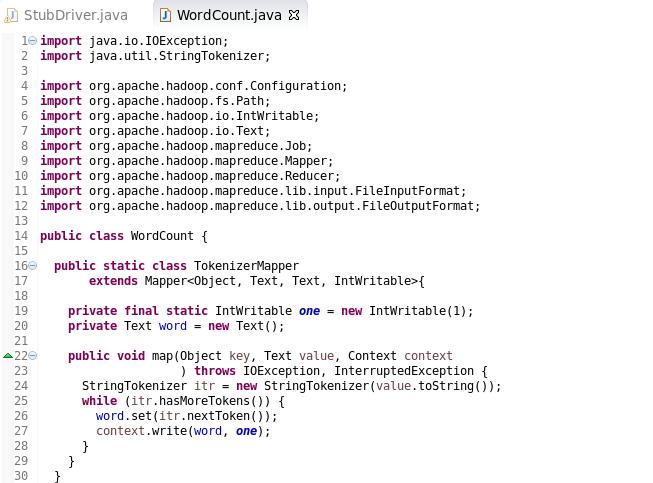 StubDriver.java WordCount.java
1 import java.io.IOException;
2 import java.util.StringTokenizer;
3
4 import org.apache.hadoop.conf.Configuration;
5 import org.apache.hadoop.fs.Path;
6 import org.apache.hadoop.io.IntWritable;
7 import org.apache.hadoop.io.Text;
8 import org.apache.hadoop.mapreduce.Job;
9 import org.apache.hadoop.mapreduce.Mapper;
10 import org.apache.hadoop.mapreduce.Reducer;
11 import org.apache.hadoop.mapreduce.lib.input.FileInputFormat;
12 import org.apache.hadoop.mapreduce.lib.output.FileOutputFormat;
13
14 public class WordCount {
15
16   public static class TokenizerMapper
17        extends Mapper<Object, Text, Text, IntWritable>{
18
19     private final static IntWritable one = new IntWritable(1);
20     private Text word = new Text();
21
22     public void map(Object key, Text value, Context context
23                     ) throws IOException, InterruptedException {
24       StringTokenizer itr = new StringTokenizer(value.toString());
25       while (itr.hasMoreTokens()) {
26         word.set(itr.nextToken());
27         context.write(word, one);
28       }
29     }
30   }